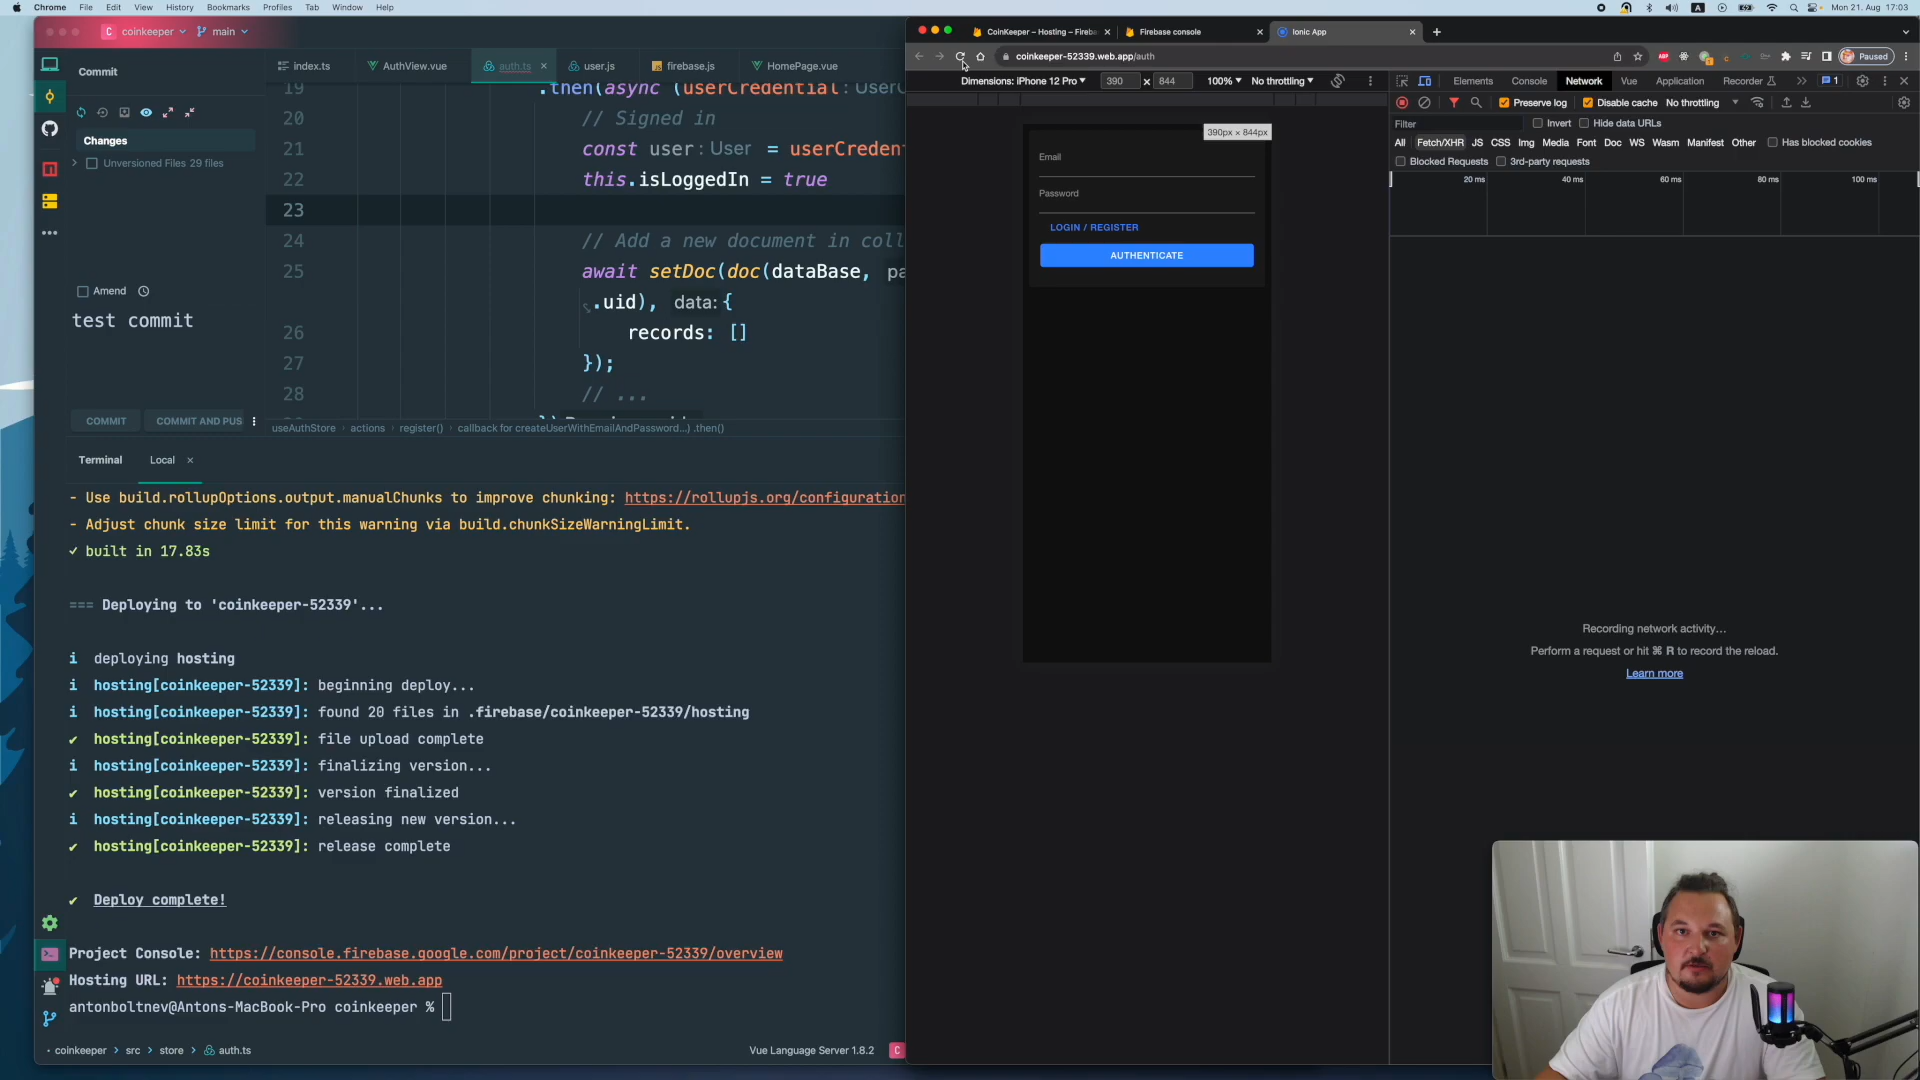 Chrome File Edit View History Bookmarks Profiles Tab Window Help
Mon 21. Aug 17:03
C coinkeeper main
Commit
Changes
Unversioned Files 29 files
Amend
test commit
COMMIT COMMIT AND PUS
index.ts AuthView.vue auth.ts user.js firebase.js HomePage.vue
19 .then(async (userCredential : UserC
20 // Signed in
21 const user : User = userCreden
22 this.isLoggedIn = true
23
24 // Add a new document in coll
25 await setDoc(doc(dataBase, pa
.uid), data: {
26 records: []
27 });
28 // ...
useAuthStore actions register() callback for createUserWithEmailAndPassword...) .then()
Terminal Local
- Use build.rollupOptions.output.manualChunks to improve chunking: https://rollupjs.org/configuration
- Adjust chunk size limit for this warning via build.chunkSizeWarningLimit.
✓ built in 17.83s
=== Deploying to 'coinkeeper-52339'...
i deploying hosting
i hosting[coinkeeper-52339]: beginning deploy...
i hosting[coinkeeper-52339]: found 20 files in .firebase/coinkeeper-52339/hosting
✔ hosting[coinkeeper-52339]: file upload complete
i hosting[coinkeeper-52339]: finalizing version...
✔ hosting[coinkeeper-52339]: version finalized
i hosting[coinkeeper-52339]: releasing new version...
✔ hosting[coinkeeper-52339]: release complete
✔ Deploy complete!
Project Console: https://console.firebase.google.com/project/coinkeeper-52339/overview
Hosting URL: https://coinkeeper-52339.web.app
antonboltnev@Antons-MacBook-Pro coinkeeper %
coinkeeper > src > store > auth.ts
Vue Language Server 1.8.2 C
CoinKeeper – Hosting – Fireba Firebase console Ionic App
coinkeeper-52339.web.app/auth
Paused
Dimensions: iPhone 12 Pro 390 × 844 100% No throttling
390px × 844px
Email
Password
LOGIN / REGISTER
AUTHENTICATE
Elements Console Network Vue Application Recorder 1
Preserve log Disable cache No throttling
Filter Invert Hide data URLs
All Fetch/XHR JS CSS Img Media Font Doc WS Wasm Manifest Other Has blocked cookies
Blocked Requests 3rd-party requests
20 ms 40 ms 60 ms 80 ms 100 ms
Recording network activity…
Perform a request or hit ⌘ R to record the reload.
Learn more